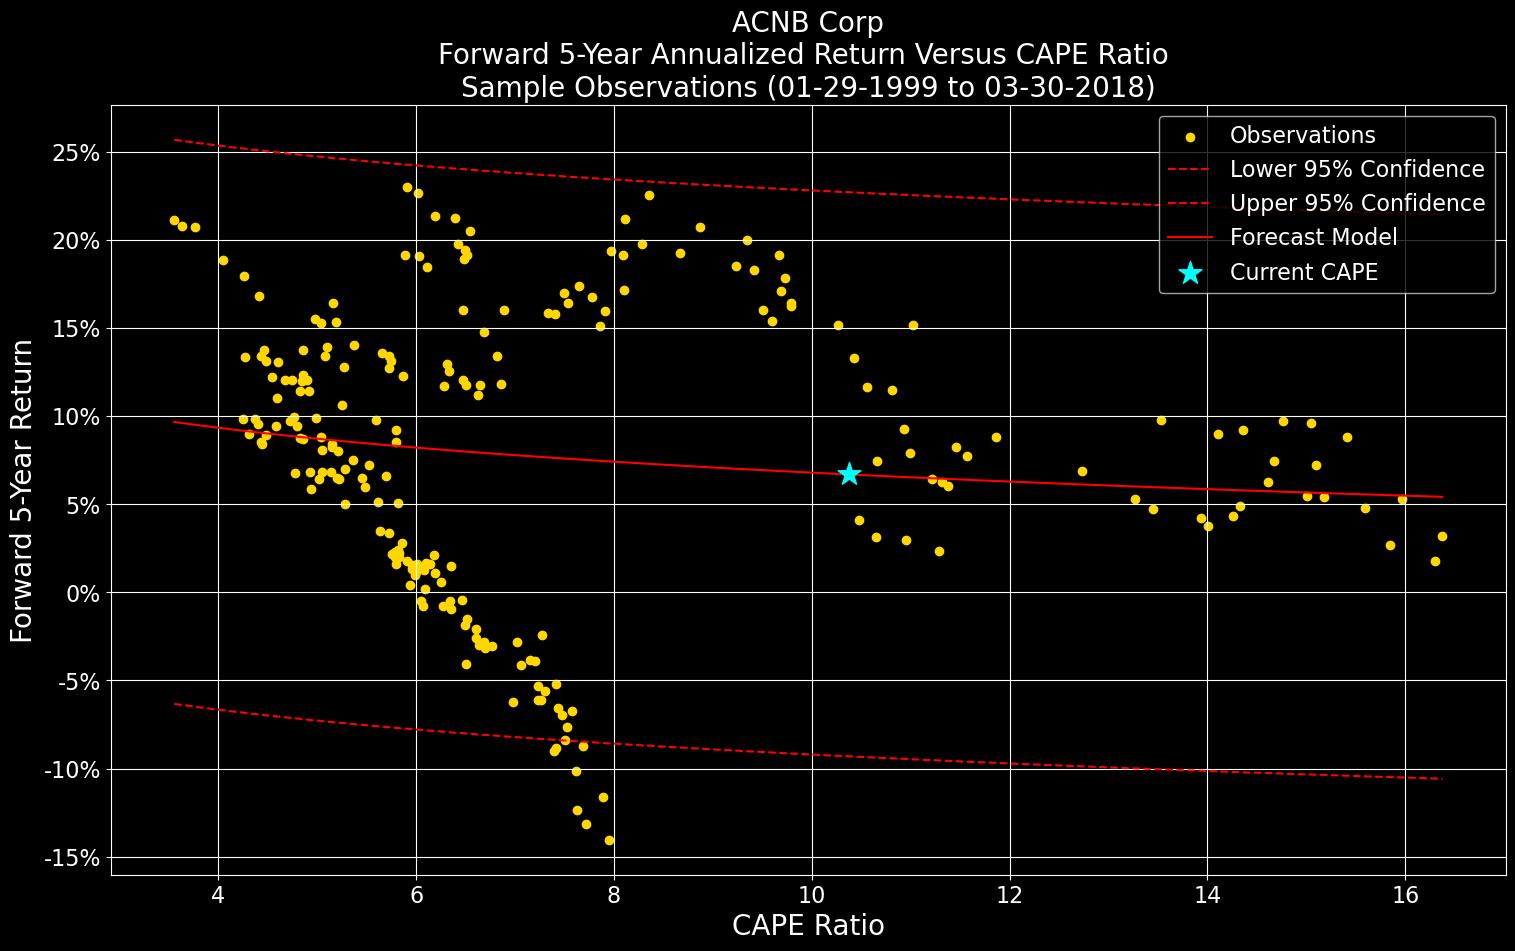 ACNB Corp
Forward 5-Year Annualized Return Versus CAPE Ratio
Sample Observations (01-29-1999 to 03-30-2018)
Observations
Lower 95% Confidence
Upper 95% Confidence
Forecast Model
Current CAPE
Forward 5-Year Return
25%
20%
15%
10%
5%
0%
-5%
-10%
-15%
4 6 8 10 12 14 16
CAPE Ratio